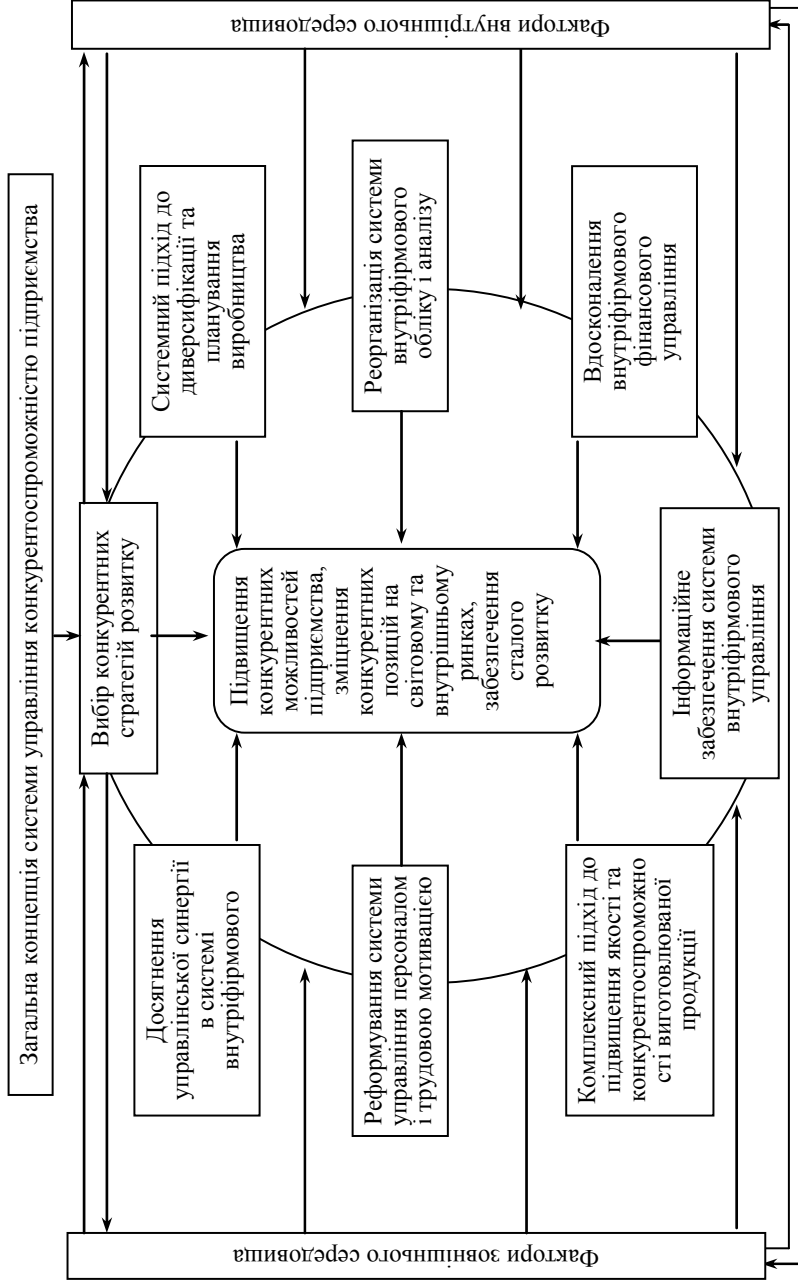 Загальна концепція системи управління конкурентоспроможністю підприємства
Вибір конкурентних
стратегій розвитку
Досягнення
управлінської синергії
в системі
внутріфірмового
Системний підхід до
диверсифікації та
планування
виробництва
Фактори зовнішнього середовища
Реформування системи
управління персоналом
і трудовою мотивацією
Підвищення
конкурентних
можливостей
підприємства,
зміцнення
конкурентних
позицій на
світовому та
внутрішньому
ринках,
забезпечення
сталого
розвитку
Реорганізація системи
внутріфірмового
обліку і аналізу
Фактори внутрішнього середовища
Комплексний підхід до
підвищення якості та
конкурентоспроможно
сті виготовлюваної
продукції
Інформаційне
забезпечення системи
внутріфірмового
управління
Вдосконалення
внутріфірмового
фінансового
управління